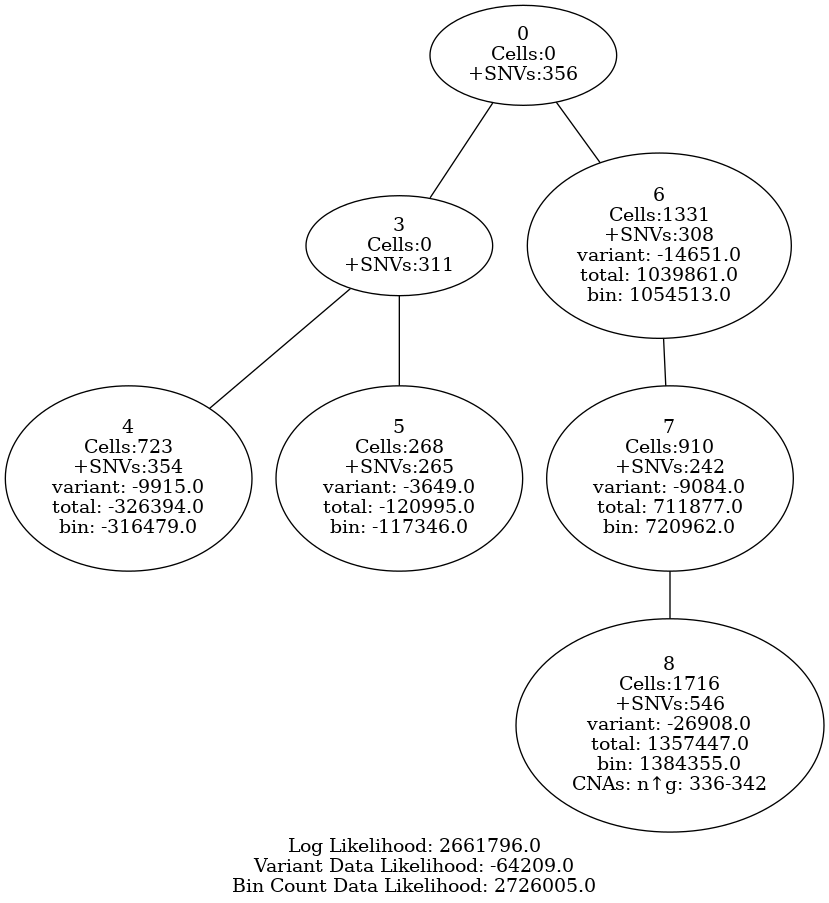 0
Cells:0
+SNVs:356
3
Cells:0
+SNVs:311
6
Cells:1331
+SNVs:308
variant: -14651.0
total: 1039861.0
bin: 1054513.0
4
Cells:723
+SNVs:354
variant: -9915.0
total: -326394.0
bin: -316479.0
5
Cells:268
+SNVs:265
variant: -3649.0
total: -120995.0
bin: -117346.0
7
Cells:910
+SNVs:242
variant: -9084.0
total: 711877.0
bin: 720962.0
8
Cells:1716
+SNVs:546
variant: -26908.0
total: 1357447.0
bin: 1384355.0
CNAs: n↑g: 336-342
Log Likelihood: 2661796.0
Variant Data Likelihood: -64209.0
Bin Count Data Likelihood: 2726005.0